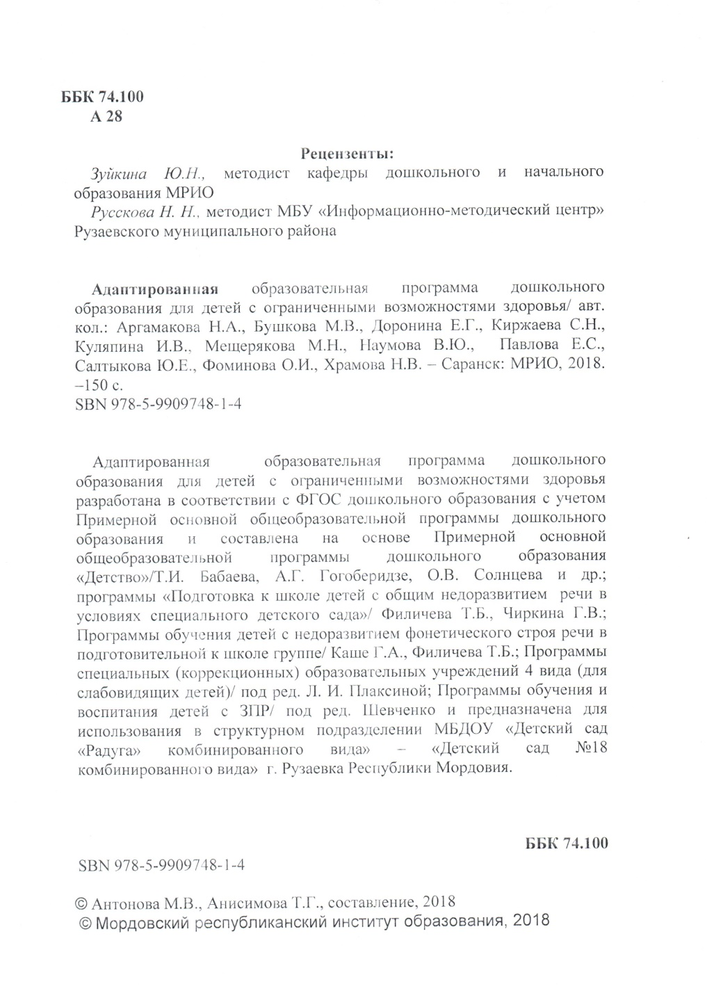 ББК 74.100
А 28
Рецензенты:
Зуйкина Ю.Н., методист кафедры дошкольного и начального
образования МРИО
Русскова Н. Н., методист МБУ «Информационно-методический центр»
Рузаевского муниципального района
Адаптированная образовательная программа дошкольного
образования для детей с ограниченными возможностями здоровья/ авт.
кол.: Аргамакова Н.А., Бушкова М.В., Доронина Е.Г., Киржаева С.Н.,
Куляпина И.В., Мещерякова М.Н., Наумова В.Ю., Павлова Е.С.,
Салтыкова Ю.Е., Фоминова О.И., Храмова Н.В. – Саранск: МРИО, 2018.
–150 с.
SBN 978-5-9909748-1-4
Адаптированная образовательная программа дошкольного
образования для детей с ограниченными возможностями здоровья
разработана в соответствии с ФГОС дошкольного образования с учетом
Примерной основной общеобразовательной программы дошкольного
образования и составлена на основе Примерной основной
общеобразовательной программы дошкольного образования
«Детство»/Т.И. Бабаева, А.Г. Гогоберидзе, О.В. Солнцева и др.;
программы «Подготовка к школе детей с общим недоразвитием речи в
условиях специального детского сада»/ Филичева Т.Б., Чиркина Г.В.;
Программы обучения детей с недоразвитием фонетического строя речи в
подготовительной к школе группе/ Каше Г.А., Филичева Т.Б.; Программы
специальных (коррекционных) образовательных учреждений 4 вида (для
слабовидящих детей)/ под ред. Л. И. Плаксиной; Программы обучения и
воспитания детей с ЗПР/ под ред. Шевченко и предназначена для
использования в структурном подразделении МБДОУ «Детский сад
«Радуга» комбинированного вида» – «Детский сад №18
комбинированного вида» г. Рузаевка Республики Мордовия.
ББК 74.100
SBN 978-5-9909748-1-4
© Антонова М.В., Анисимова Т.Г., составление, 2018
© Мордовский республиканский институт образования, 2018